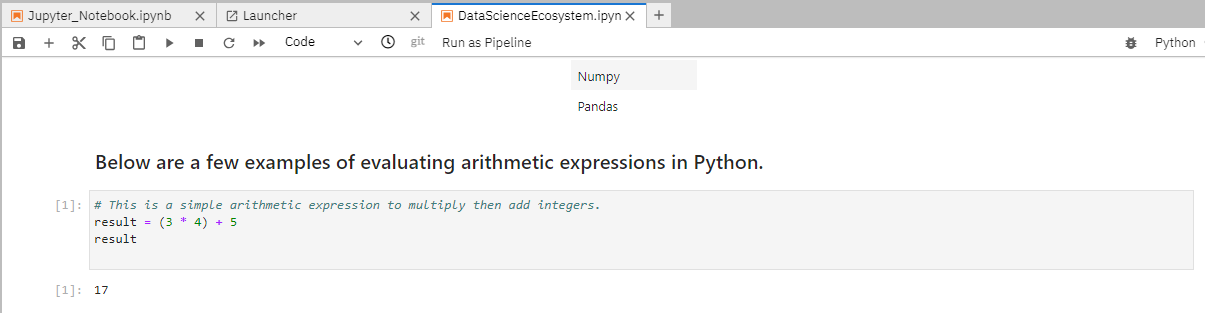 Jupyter_Notebook.ipynb Launcher DataScienceEcosystem.ipyn
Code git Run as Pipeline Python
Numpy
Pandas
Below are a few examples of evaluating arithmetic expressions in Python.
[1]: # This is a simple arithmetic expression to multiply then add integers.
result = (3 * 4) + 5
result
[1]: 17